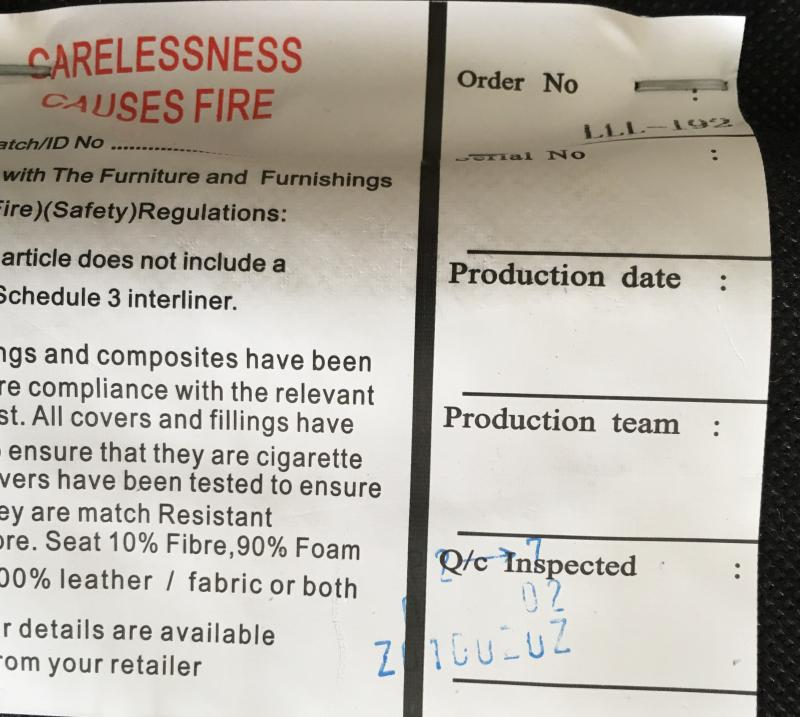 CARELESSNESS
CAUSES FIRE
atch/ID No ....................
with The Furniture and Furnishings
Fire)(Safety)Regulations:
article does not include a
Schedule 3 interliner.
ngs and composites have been
re compliance with the relevant
st. All covers and fillings have
ensure that they are cigarette
vers have been tested to ensure
ey are match Resistant
ore. Seat 10% Fibre,90% Foam
00% leather / fabric or both
r details are available
rom your retailer
Order No :
LLL-192
Serial No :
Production date :
Production team :
Q/c Inspected :
02